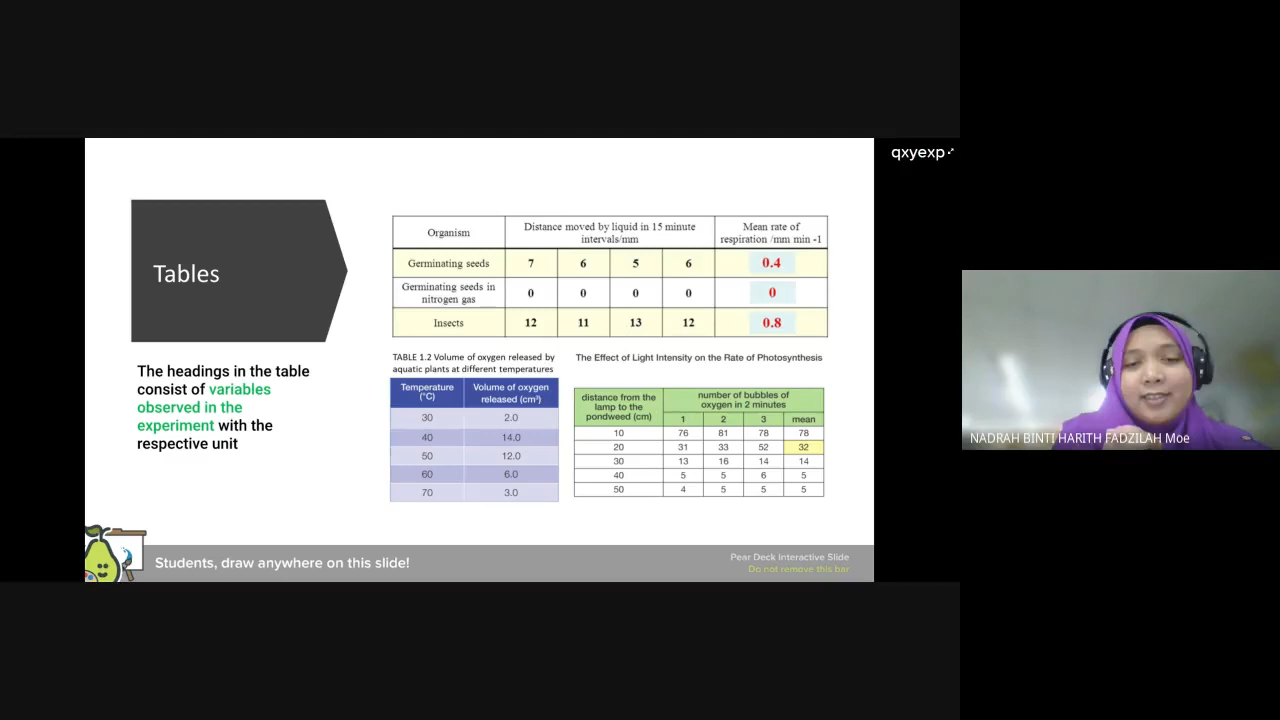 qxyexp
Tables
The headings in the table
consist of variables
observed in the
experiment with the
respective unit
Organism Distance moved by liquid in 15 minute intervals/mm Mean rate of respiration /mm min -1
Germinating seeds 7 6 5 6 0.4
Germinating seeds in nitrogen gas 0 0 0 0 0
Insects 12 11 13 12 0.8
TABLE 1.2 Volume of oxygen released by
aquatic plants at different temperatures
Temperature (°C) Volume of oxygen released (cm³)
30 2.0
40 14.0
50 12.0
60 6.0
70 3.0
The Effect of Light Intensity on the Rate of Photosynthesis
distance from the lamp to the pondweed (cm) number of bubbles of oxygen in 2 minutes
1 2 3 mean
10 76 81 78 78
20 31 33 52 32
30 13 16 14 14
40 5 5 6 5
50 4 5 5 5
Students, draw anywhere on this slide!
Pear Deck Interactive Slide
Do not remove this bar
NADRAH BINTI HARITH FADZILAH Moe